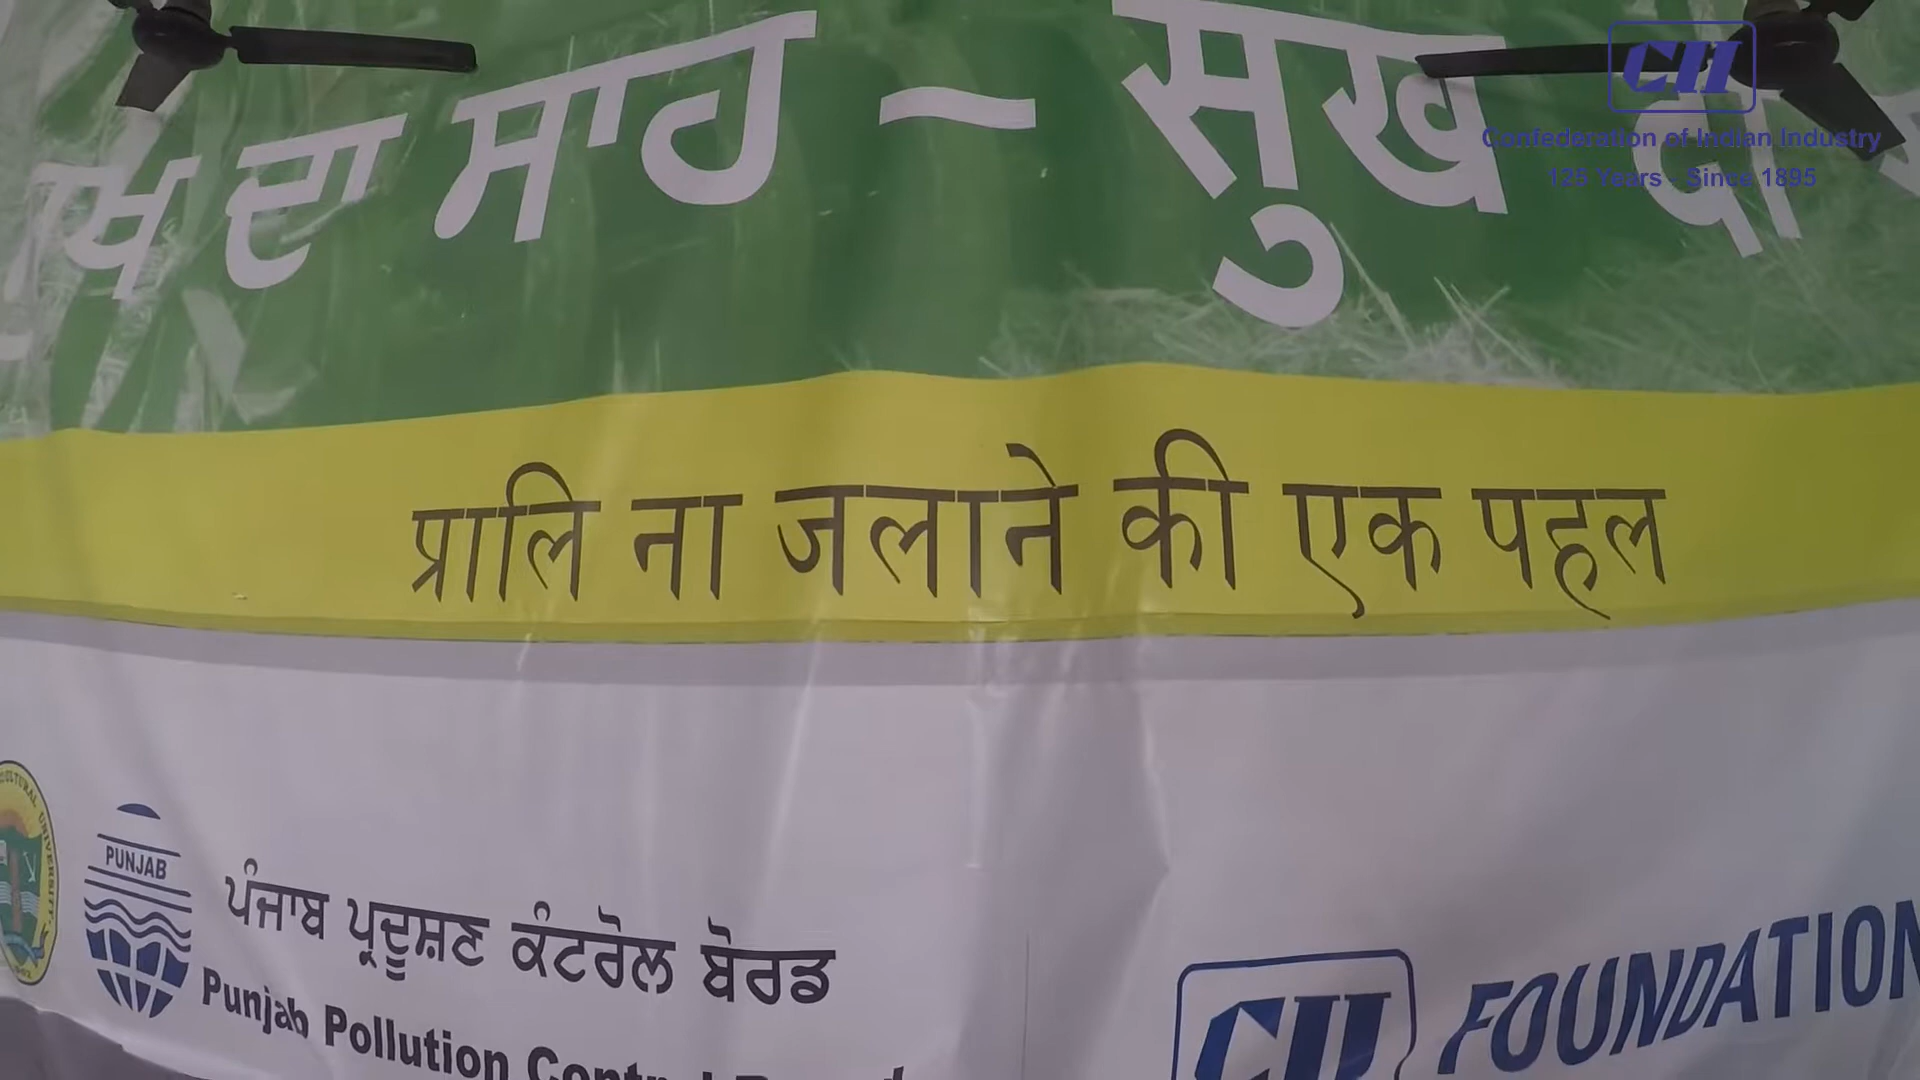 ਦਾ ਸਾਹ – सुख
CII
Confederation of Indian Industry
125 Years - Since 1895
प्रालि ना जलाने की एक पहल
PUNJAB
ਪੰਜਾਬ ਪ੍ਰਦੂਸ਼ਣ ਕੰਟਰੋਲ ਬੋਰਡ
Punjab Pollution
CII FOUNDATION